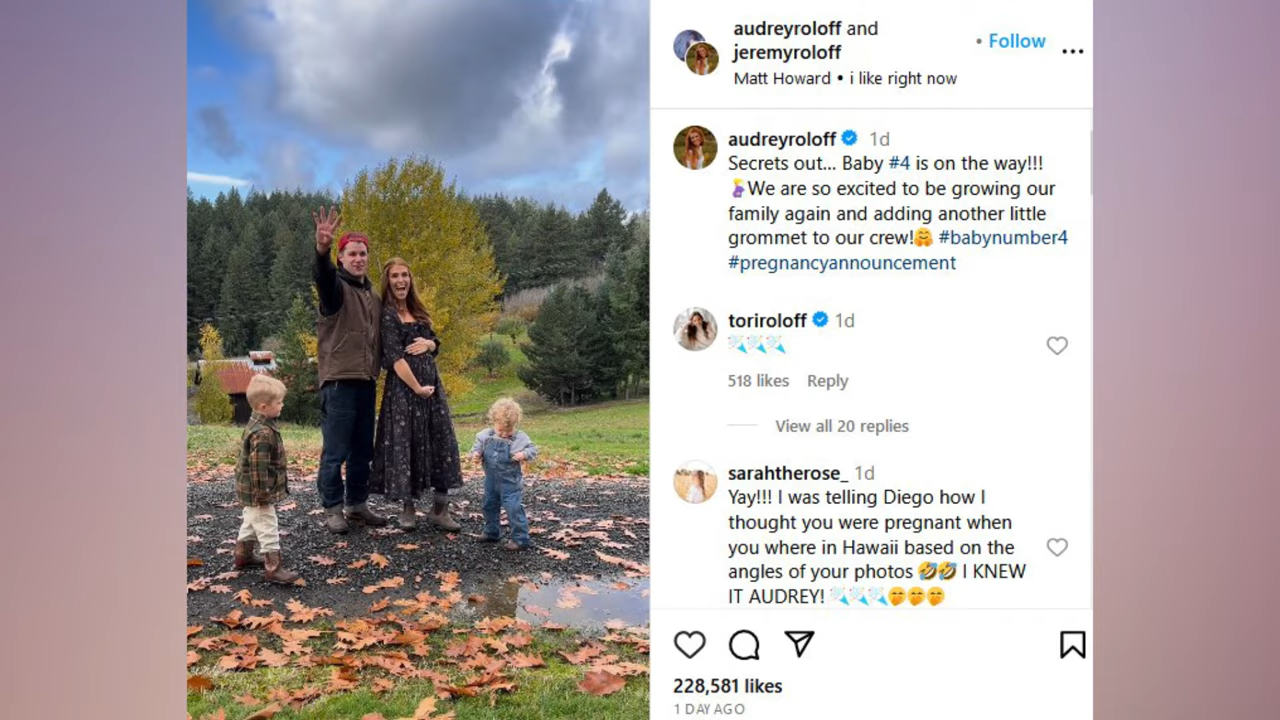 audreyroloff and
jeremyroloff
• Follow
Matt Howard • i like right now
audreyroloff 1d
Secrets out... Baby #4 is on the way!!!
🤰We are so excited to be growing our
family again and adding another little
grommet to our crew!🤗 #babynumber4
#pregnancyannouncement
toriroloff 1d
518 likes Reply
View all 20 replies
sarahtherose_ 1d
Yay!!! I was telling Diego how I
thought you were pregnant when
you where in Hawaii based on the
angles of your photos 🤣🤣 I KNEW
IT AUDREY! 🍾🍾🍾🤭🤭🤭
228,581 likes
1 DAY AGO